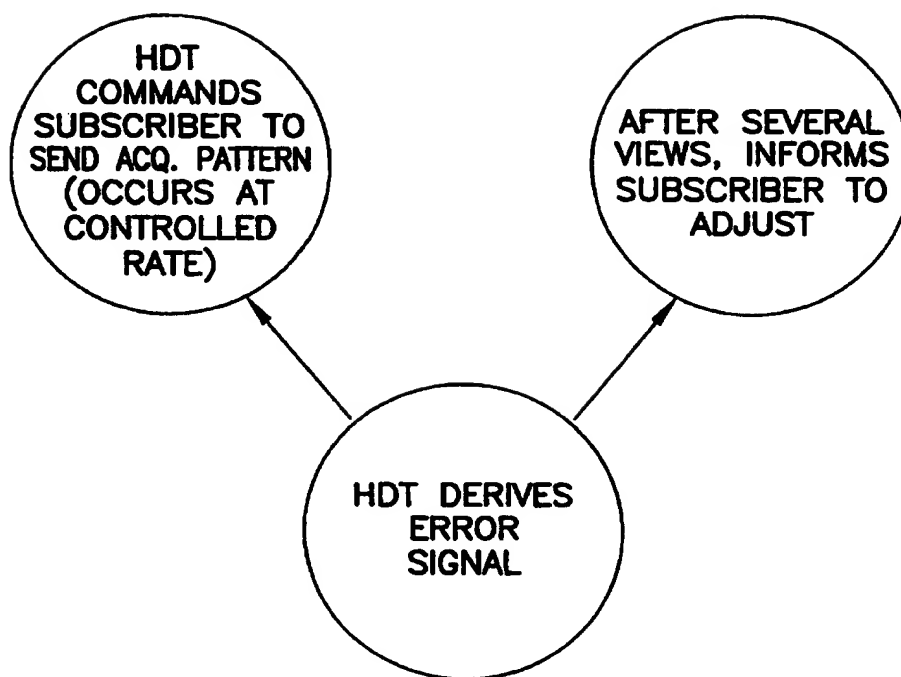 HDT
COMMANDS
SUBSCRIBER TO
SEND ACQ. PATTERN
(OCCURS AT
CONTROLLED
RATE)
AFTER SEVERAL
VIEWS, INFORMS
SUBSCRIBER TO
ADJUST
HDT DERIVES
ERROR
SIGNAL